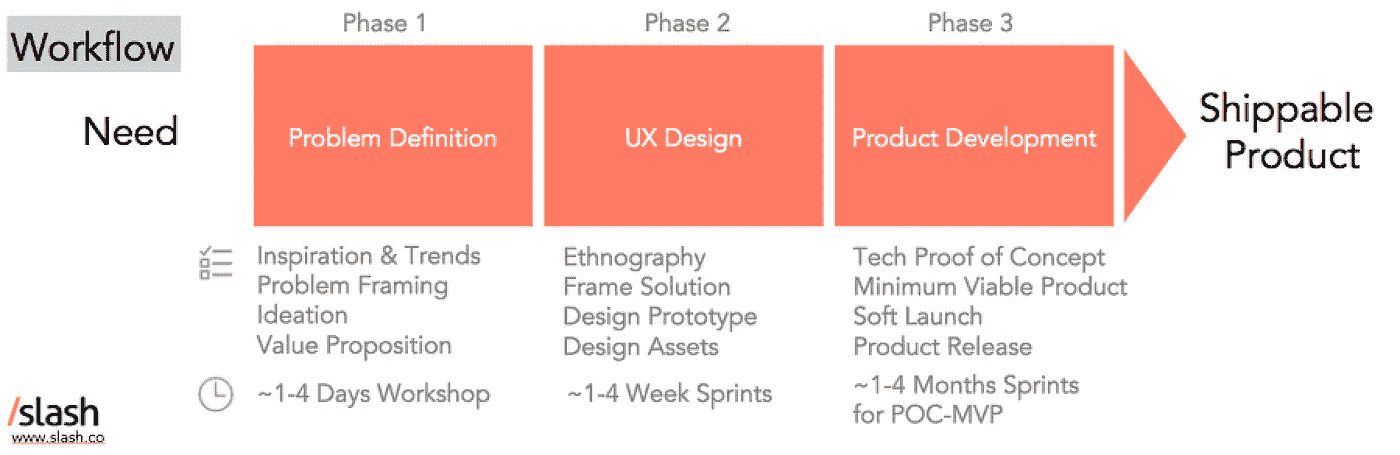 Workflow
Need
Phase 1
Problem Definition
Inspiration & Trends
Problem Framing
Ideation
Value Proposition
~1-4 Days Workshop
Phase 2
UX Design
Ethnography
Frame Solution
Design Prototype
Design Assets
~1-4 Week Sprints
Phase 3
Product Development
Tech Proof of Concept
Minimum Viable Product
Soft Launch
Product Release
~1-4 Months Sprints
for POC-MVP
Shippable
Product
/slash
www.slash.co